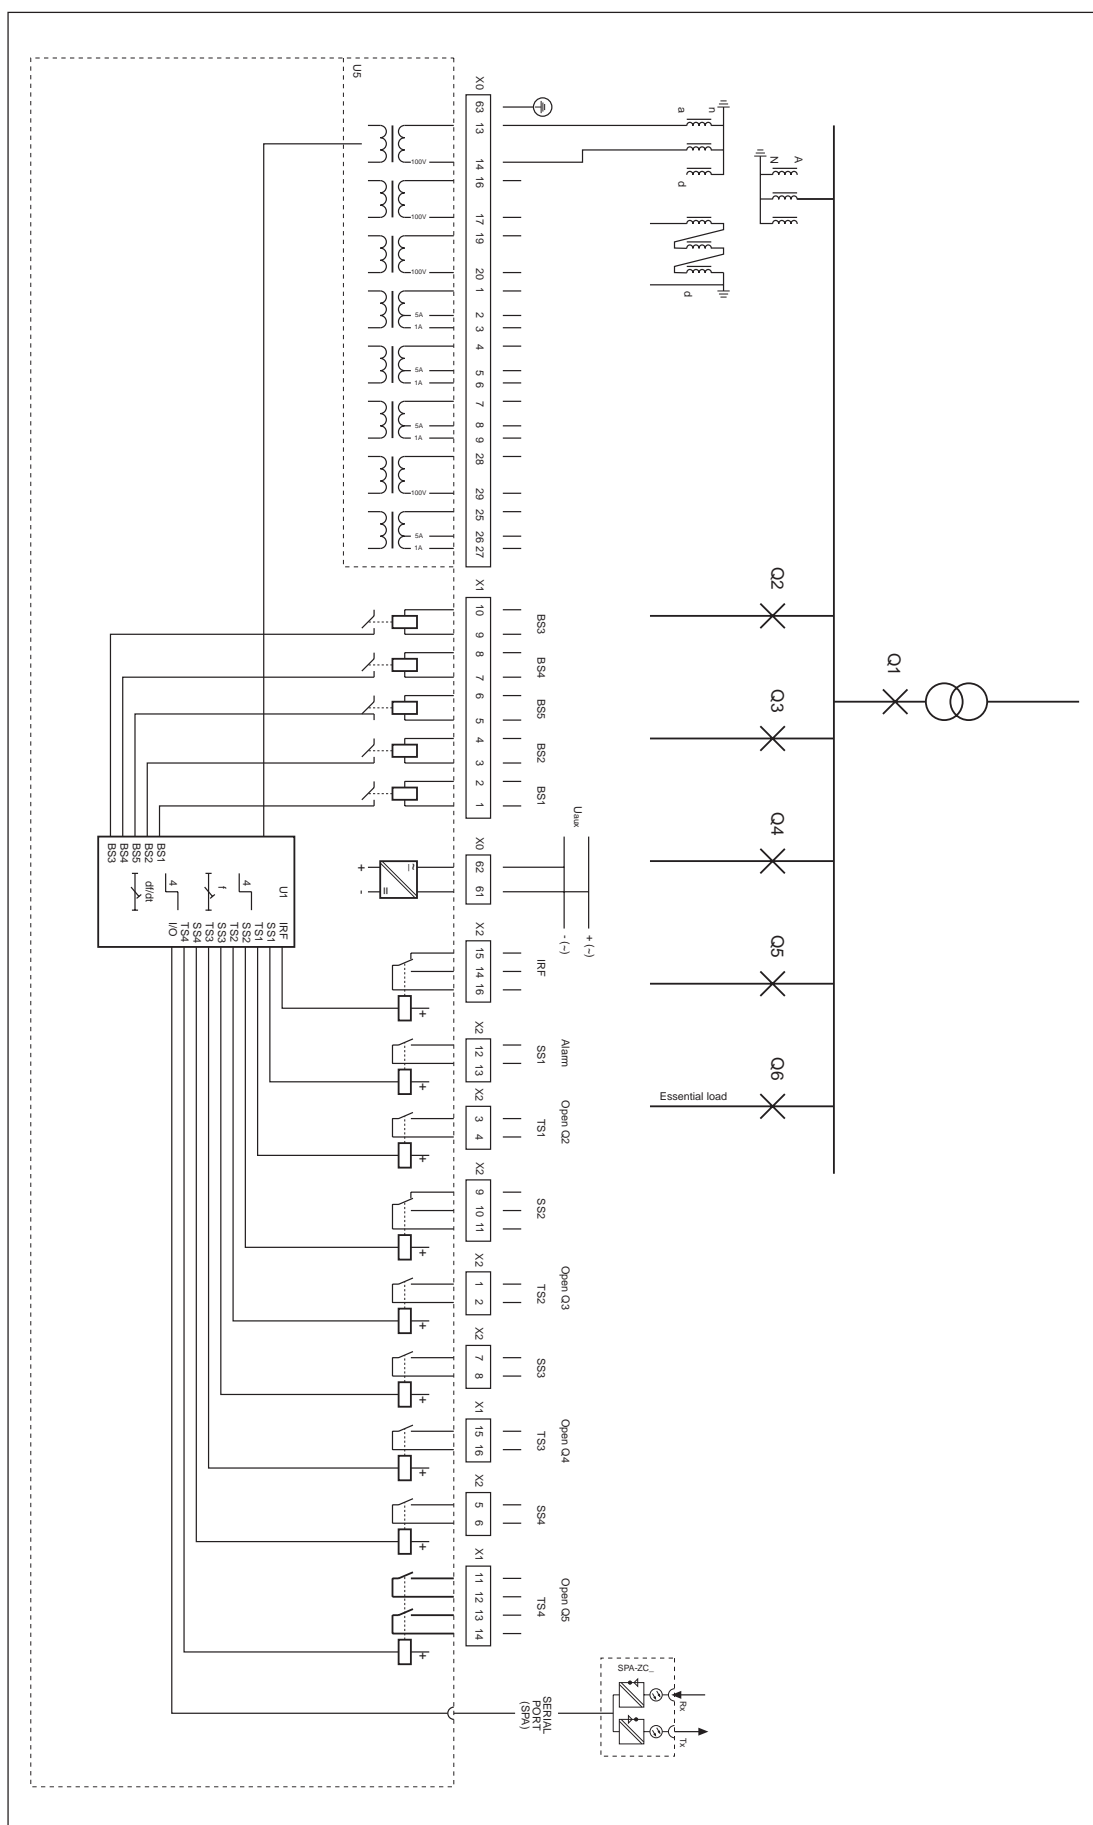 U5
X0
63
13
14
100V
16
17
100V
19
20
100V
1
2
3
5A
1A
4
5
6
5A
1A
7
8
9
5A
1A
28
29
100V
25
26
27
5A
1A
a
n
d
A
N
d
X1
10
9
BS3
8
7
BS4
6
5
BS5
4
3
BS2
2
1
BS1
Q1
Q2
Q3
Q4
Q5
Q6
Essential load
Uaux
+ (~)
- (~)
X0
62
61
~
=
+
-
U1
BS1
BS2
BS5
BS4
BS3
4
f
4
df/dt
IRF
SS1
TS1
SS2
TS2
SS3
TS3
SS4
TS4
I/O
X2
15
14
16
IRF
+
X2
12
13
SS1
Alarm
+
X2
3
4
TS1
Open Q2
+
X2
9
10
11
SS2
+
X2
1
2
TS2
Open Q3
+
X2
7
8
SS3
+
X1
15
16
TS3
Open Q4
+
X2
5
6
SS4
+
X1
11
12
13
14
TS4
Open Q5
+
SERIAL
PORT
(SPA)
SPA-ZC_
Rx
Tx